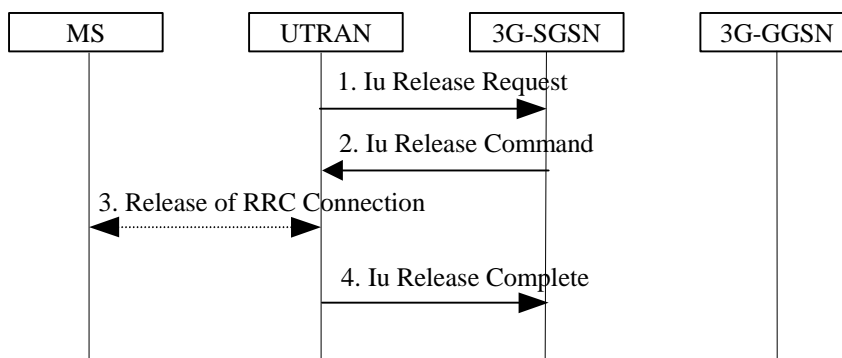 MS
UTRAN
3G-SGSN
3G-GGSN
1. Iu Release Request
2. Iu Release Command
3. Release of RRC Connection
4. Iu Release Complete